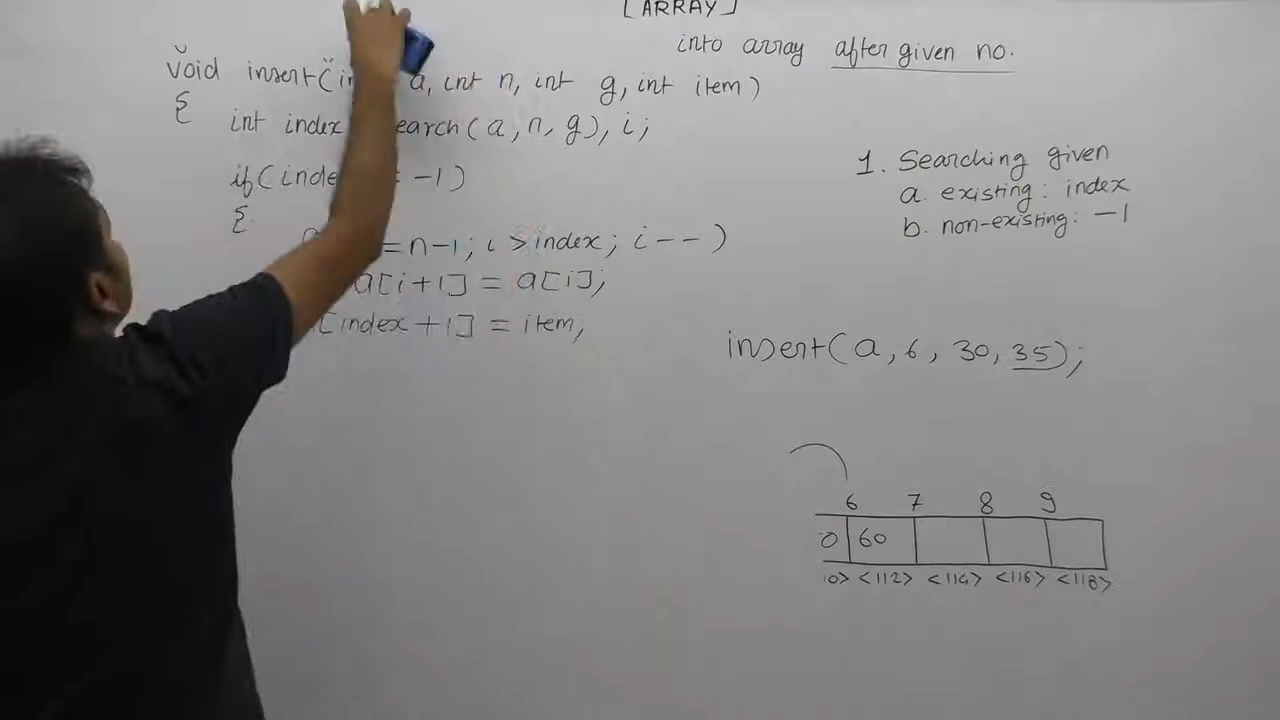 [ARRAY]
into array after given no.
void insert( a, int n, int g, int item)
{ 
int index earch(a, n, g), i;
if( -1)
{
=n-1; i > index; i--)
a[i+1] = a[i];
[index+1] = item;
1. Searching given
a. existing: index
b. non-existing: -1
insert(a, 6, 30, 35);
6 7 8 9
0 60
0> <112> <114> <116> <118>